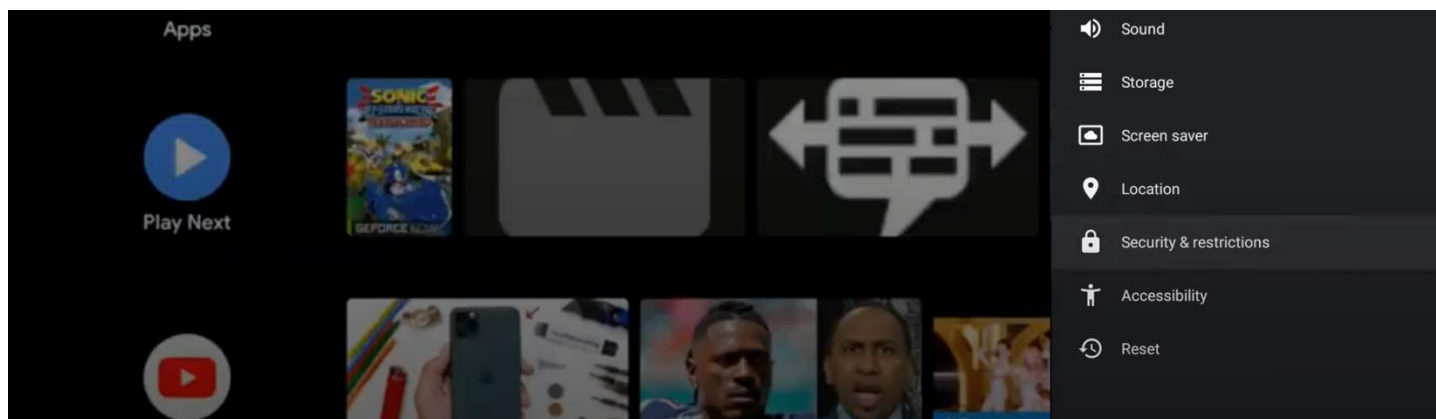 Apps
Play Next
SONIC
GEFORCE NOW
Sound
Storage
Screen saver
Location
Security & restrictions
Accessibility
Reset